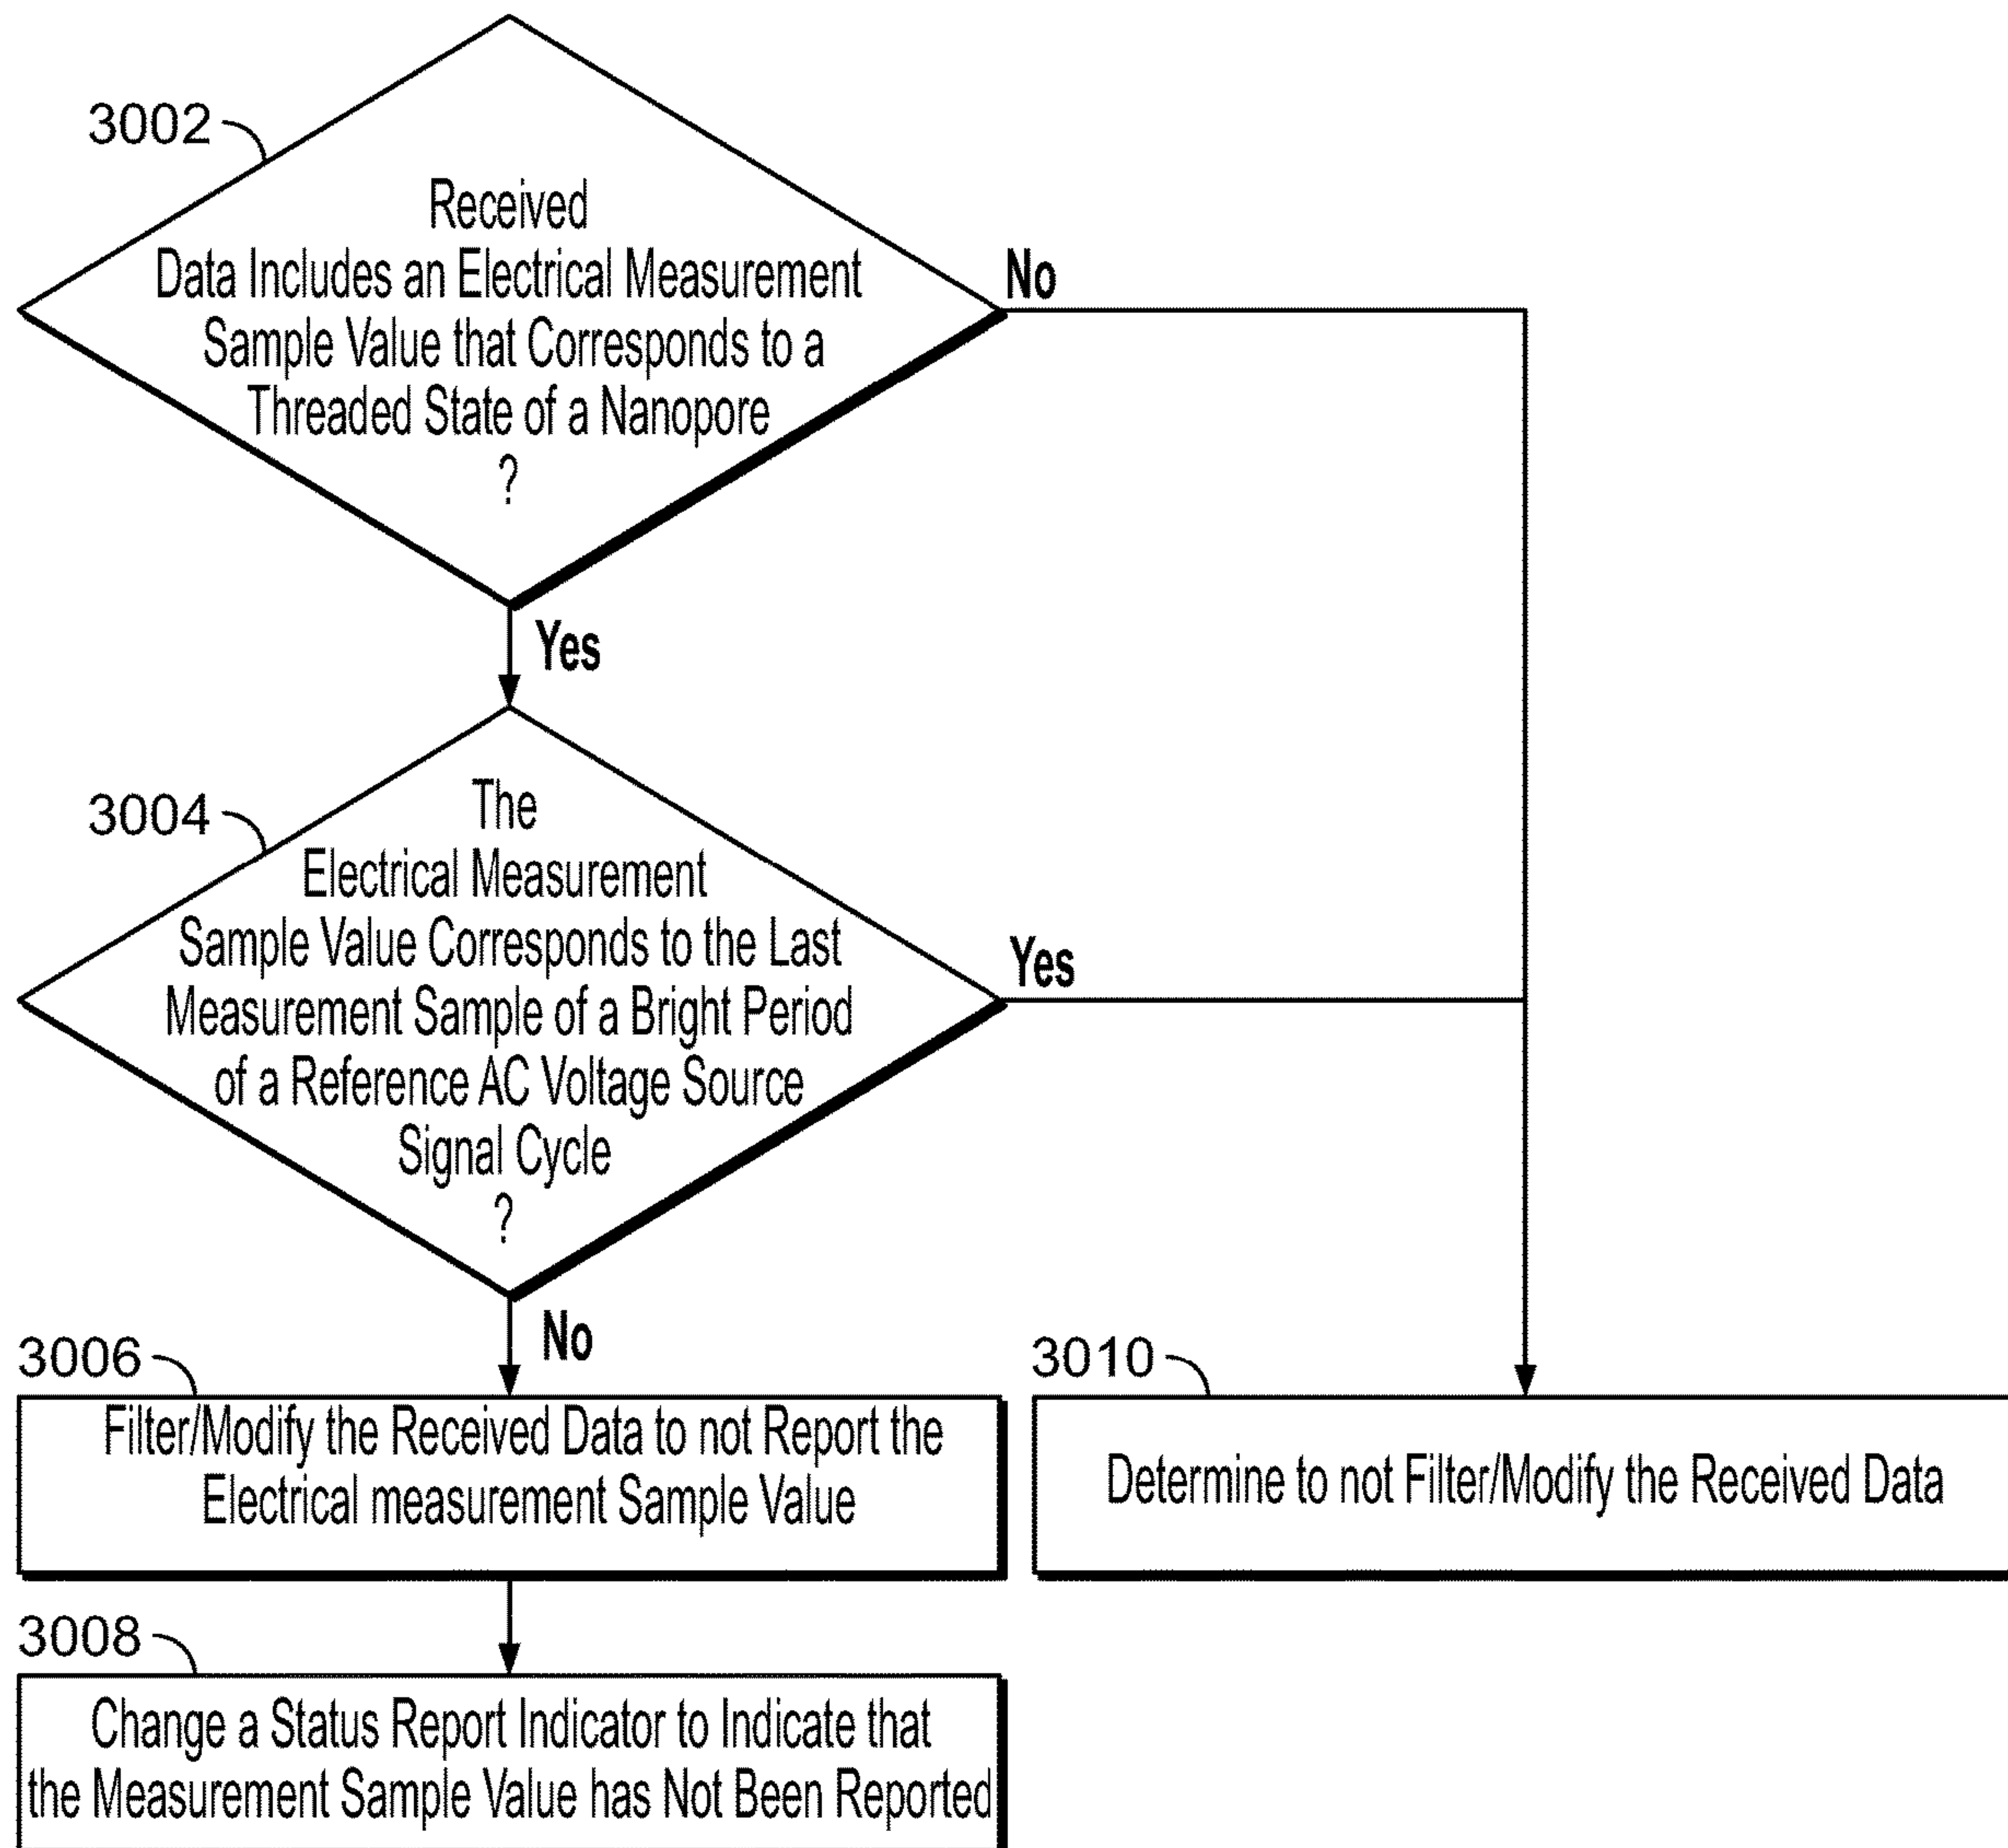 3002
Received
Data Includes an Electrical Measurement
Sample Value that Corresponds to a
Threaded State of a Nanopore
?
No
Yes
3004
The
Electrical Measurement
Sample Value Corresponds to the Last
Measurement Sample of a Bright Period
of a Reference AC Voltage Source
Signal Cycle
?
Yes
No
3006
Filter/Modify the Received Data to not Report the
Electrical measurement Sample Value
3010
Determine to not Filter/Modify the Received Data
3008
Change a Status Report Indicator to Indicate that
the Measurement Sample Value has Not Been Reported